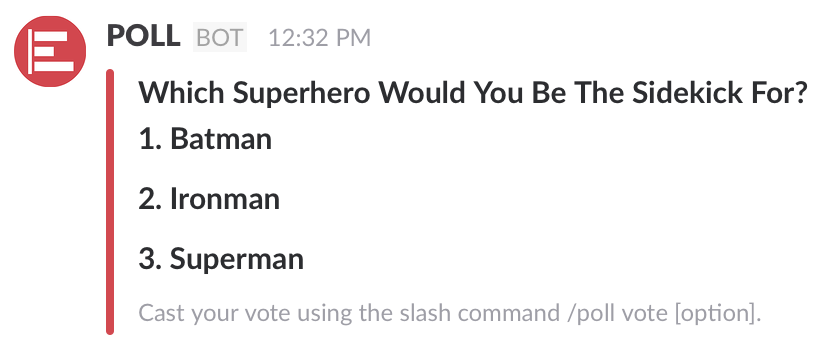 POLL BOT 12:32 PM
Which Superhero Would You Be The Sidekick For?
1. Batman
2. Ironman
3. Superman
Cast your vote using the slash command /poll vote [option].